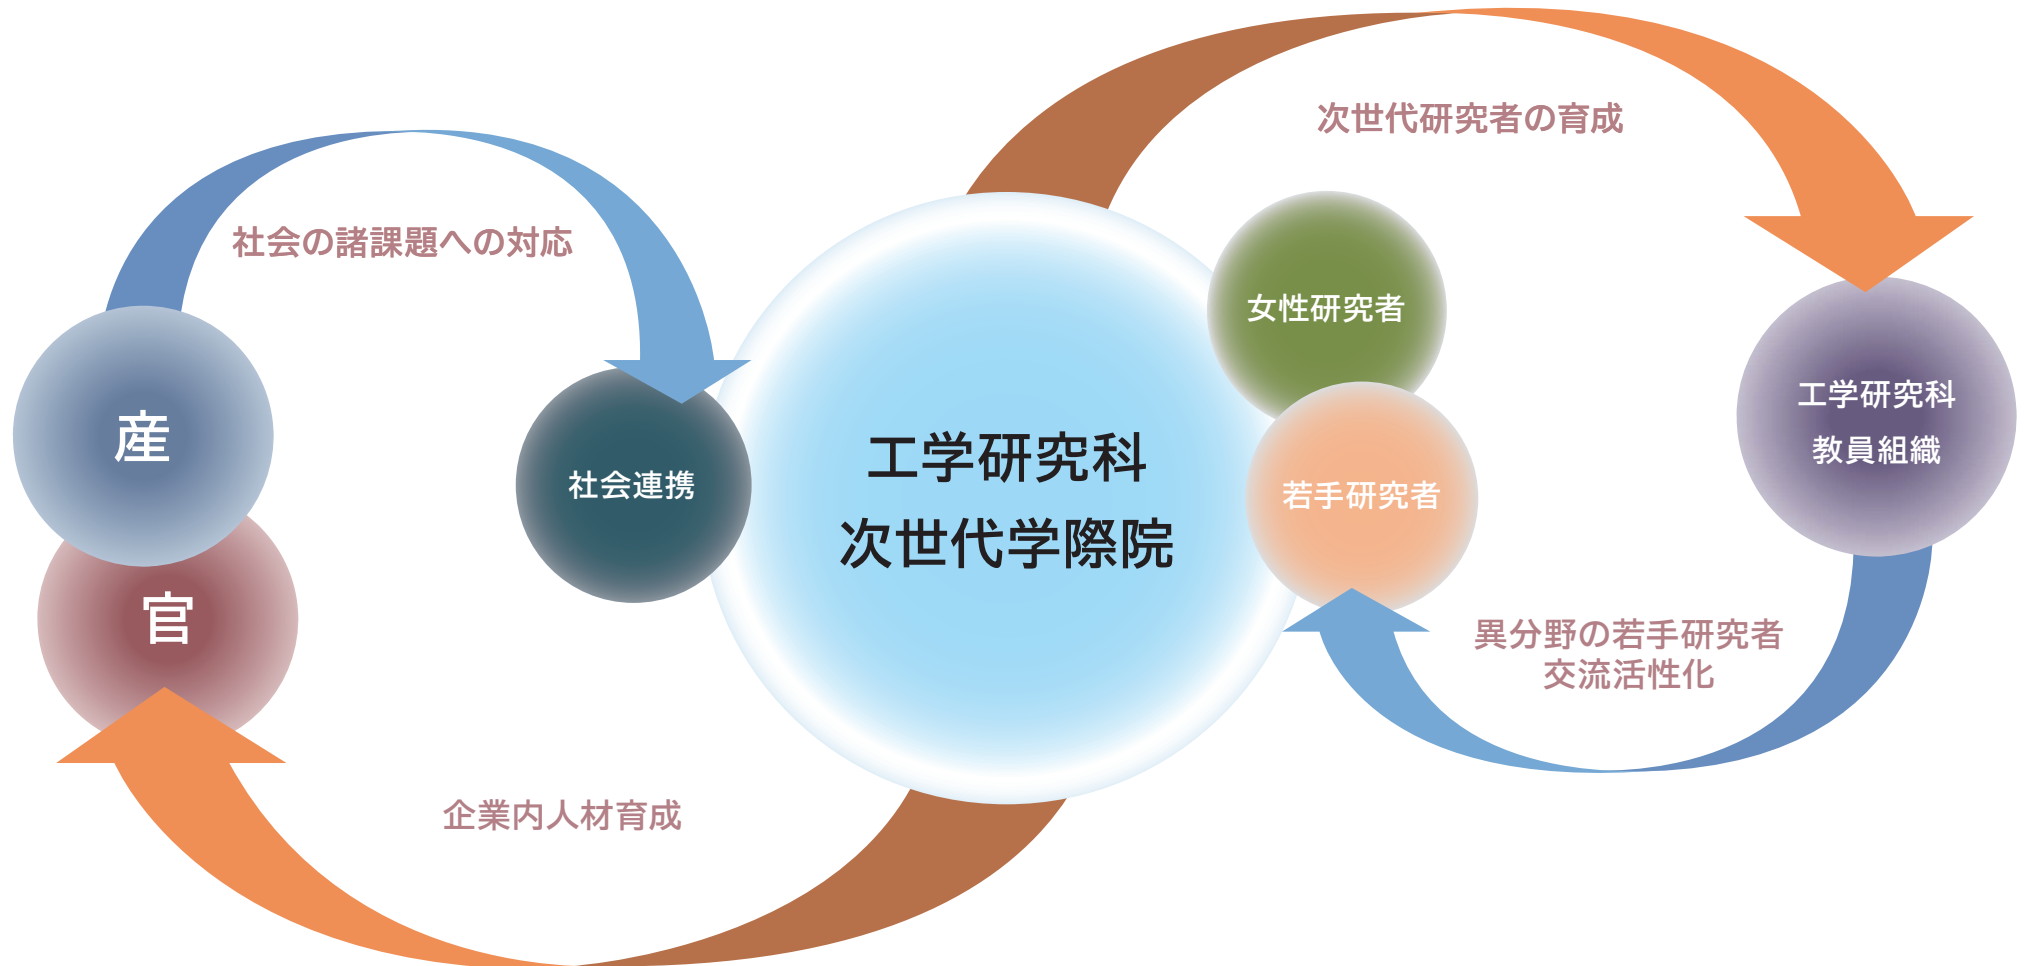 次世代研究者の育成
社会の諸課題への対応
女性研究者
産
社会連携
工学研究科
次世代学際院
若手研究者
工学研究科
教員組織
官
異分野の若手研究者
交流活性化
企業内人材育成